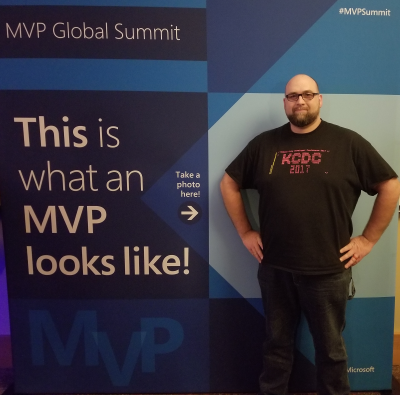 MVP Global Summit
#MVPSummit
This is
what an
MVP
looks like!
Take a
photo
here!
KCDC
2017
MVP
Microsoft